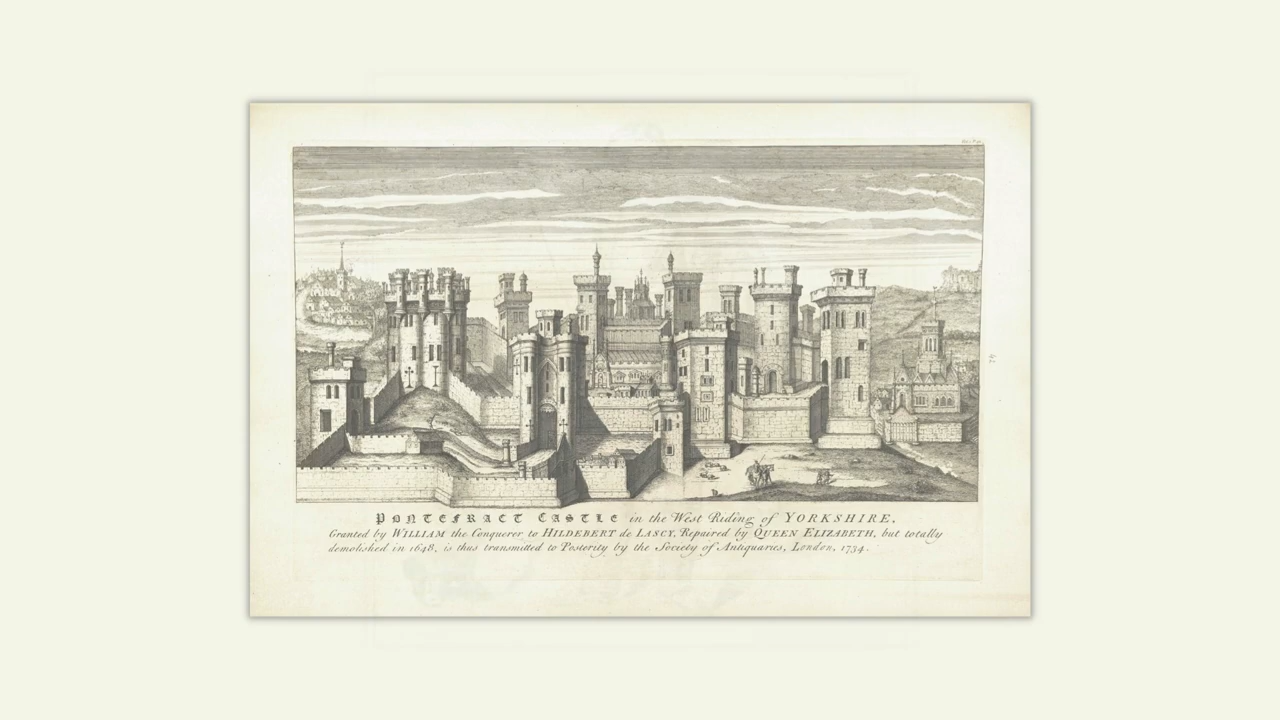 PONTEFRACT CASTLE in the West Riding of YORKSHIRE,
Granted by WILLIAM the Conquerer to HILDEBERT de LASCY, Repaired by QUEEN ELIZABETH, but totally
demolished in 1648, is thus transmitted to Posterity by the Society of Antiquaries, London, 1734.